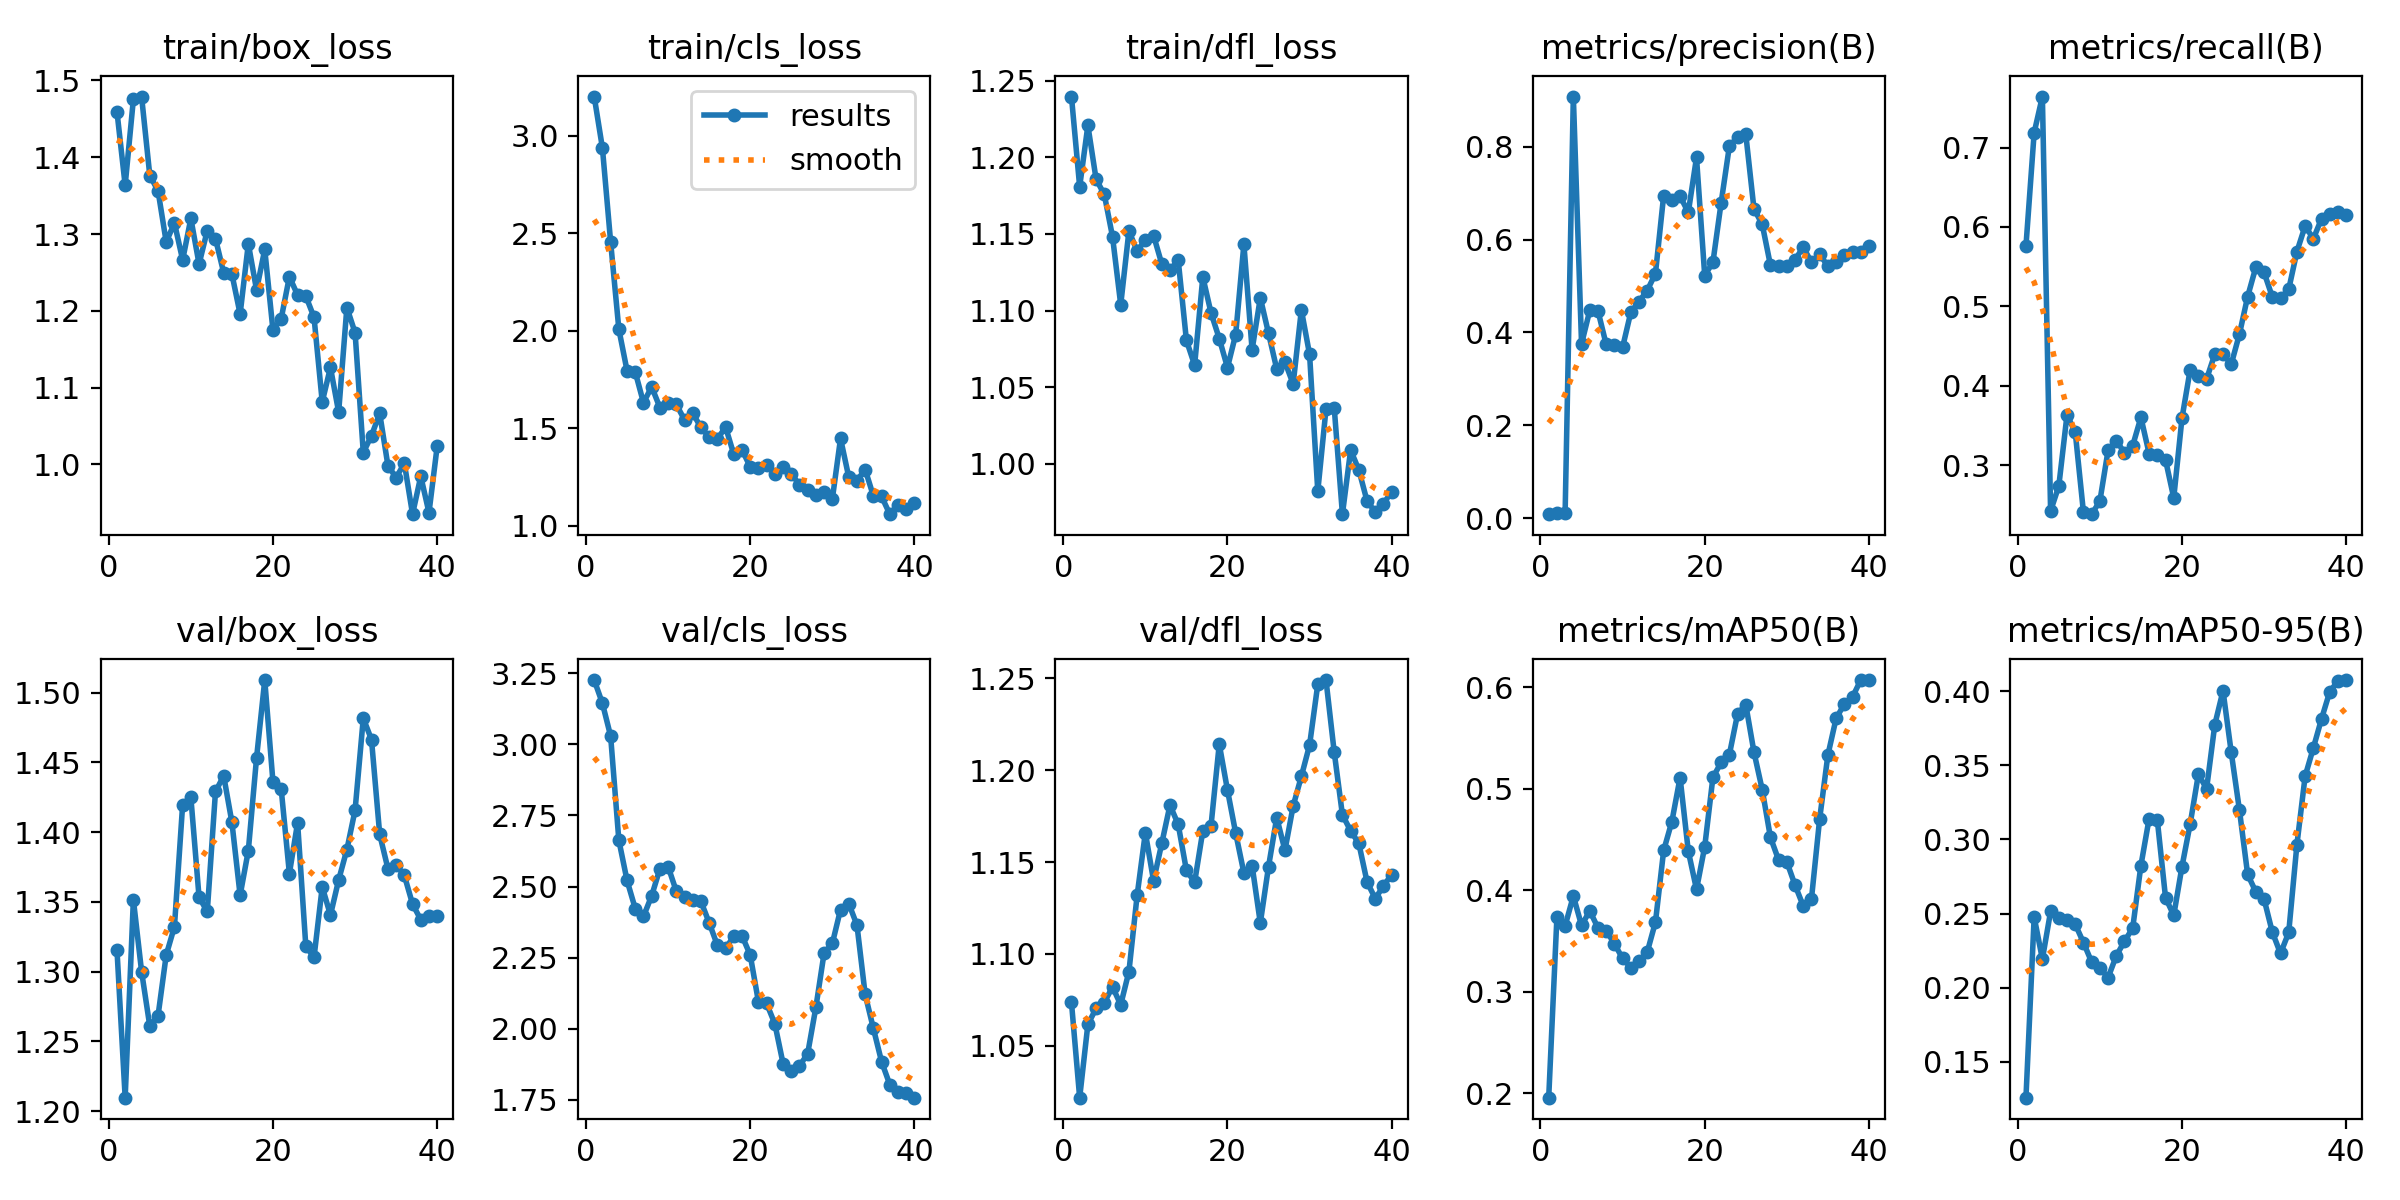 train/box_loss
1.5
1.4
1.3
1.2
1.1
1.0
0 20 40
train/cls_loss
results
smooth
3.0
2.5
2.0
1.5
1.0
0 20 40
train/dfl_loss
1.25
1.20
1.15
1.10
1.05
1.00
0 20 40
metrics/precision(B)
0.8
0.6
0.4
0.2
0.0
0 20 40
metrics/recall(B)
0.7
0.6
0.5
0.4
0.3
0 20 40
val/box_loss
1.50
1.45
1.40
1.35
1.30
1.25
1.20
0 20 40
val/cls_loss
3.25
3.00
2.75
2.50
2.25
2.00
1.75
0 20 40
val/dfl_loss
1.25
1.20
1.15
1.10
1.05
0 20 40
metrics/mAP50(B)
0.6
0.5
0.4
0.3
0.2
0 20 40
metrics/mAP50-95(B)
0.40
0.35
0.30
0.25
0.20
0.15
0 20 40